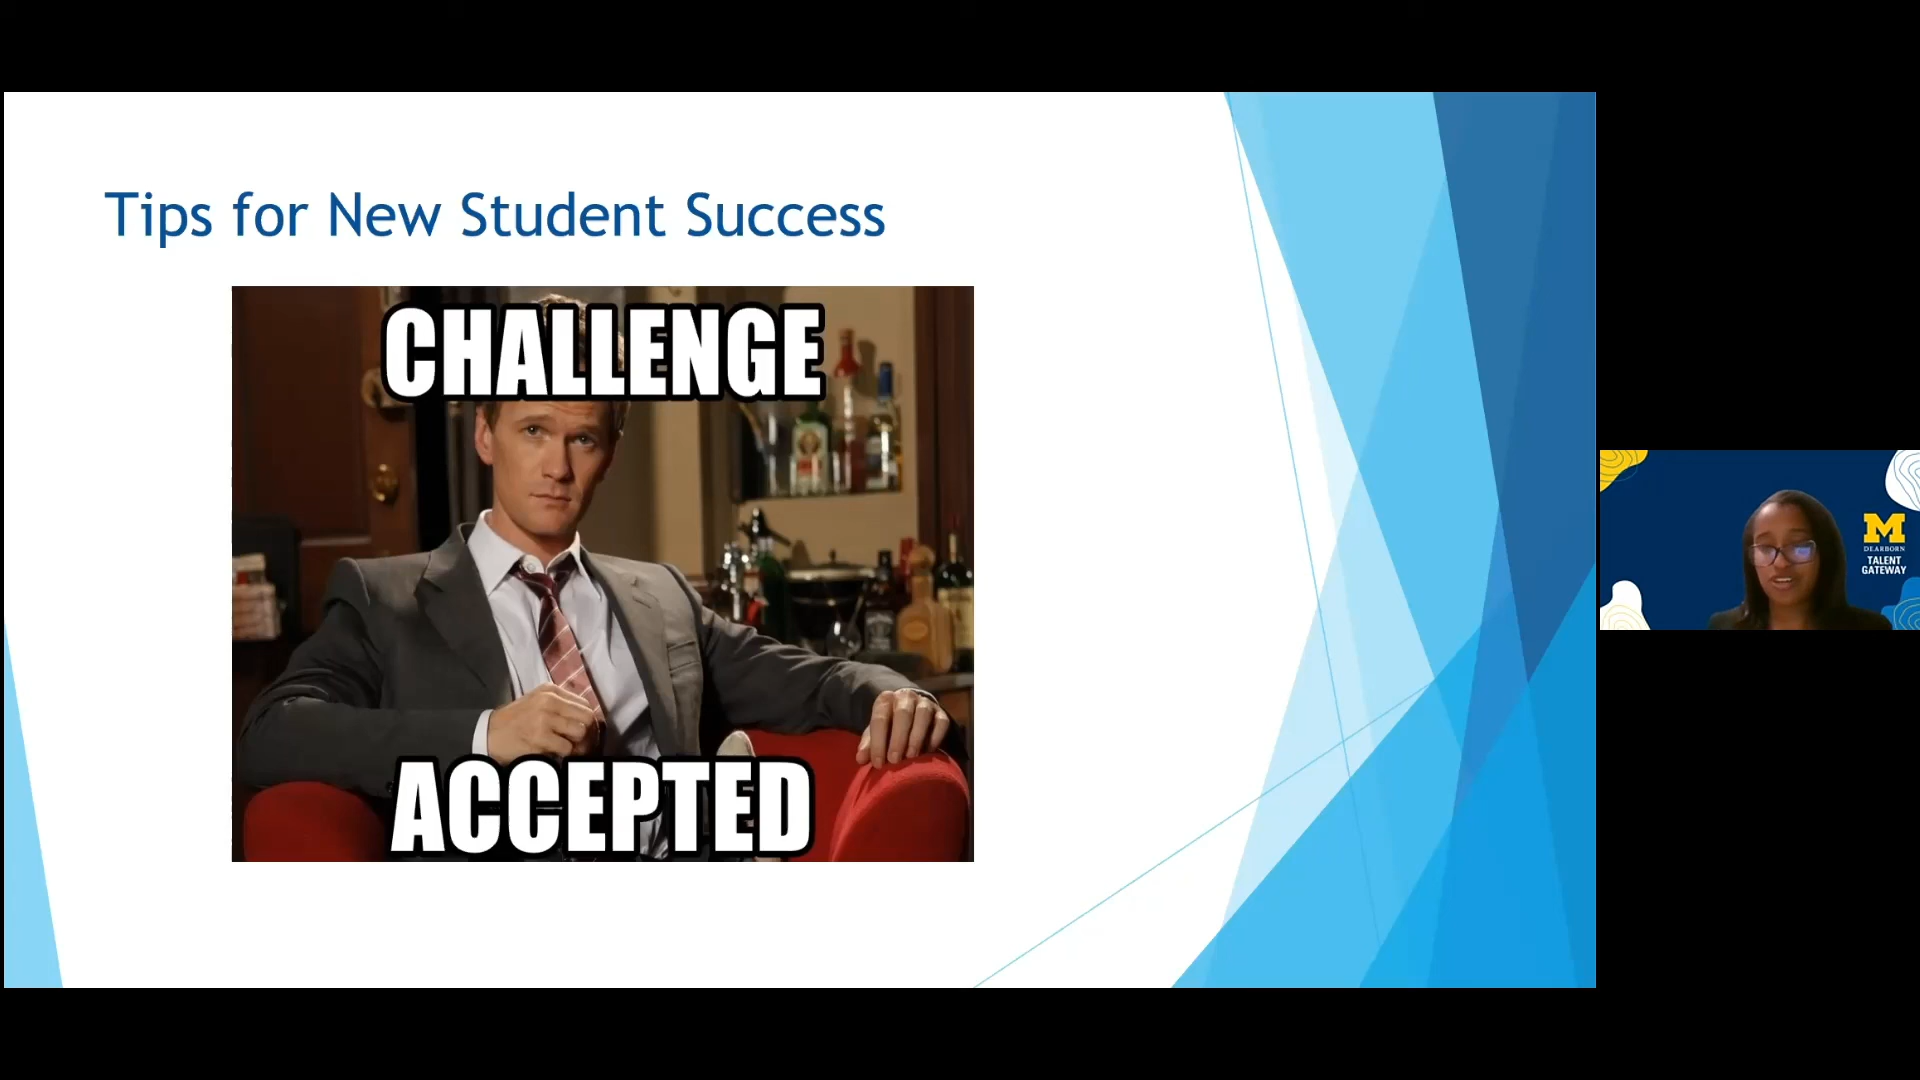 Tips for New Student Success
CHALLENGE
ACCEPTED
M
DEARBORN
TALENT
GATEWAY